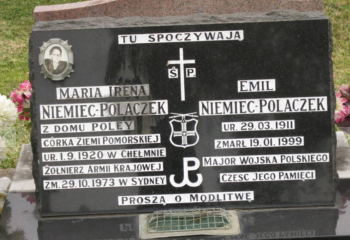 TU SPOCZYWAJĄ
Ś P
MARIA IRENA
NIEMIEC-POLACZEK
Z DOMU POLEY
CÓRKA ZIEMI POMORSKIEJ
UR. 1.9.1920 W CHEŁMNIE
ŻOŁNIERZ ARMII KRAJOWEJ
ZM. 29.10.1973 W SYDNEY
EMIL
NIEMIEC-POLACZEK
UR. 29.03.1911
ZMARŁ 19.01.1999
MAJOR WOJSKA POLSKIEGO
CZEŚĆ JEGO PAMIĘCI
PROSZĄ O MODLITWĘ